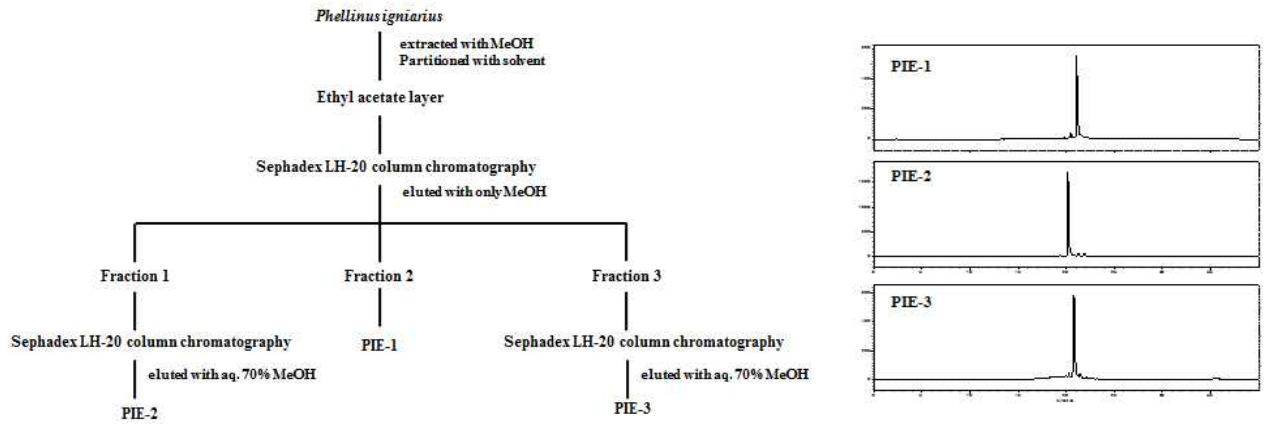 Phellinus igniarius
extracted with MeOH
Partitioned with solvent
Ethyl acetate layer
Sephadex LH-20 column chromatography
eluted with only MeOH
Fraction 1
Fraction 2
Fraction 3
Sephadex LH-20 column chromatography
PIE-1
Sephadex LH-20 column chromatography
eluted with aq. 70% MeOH
eluted with aq. 70% MeOH
PIE-2
PIE-3
PIE-1
PIE-2
PIE-3